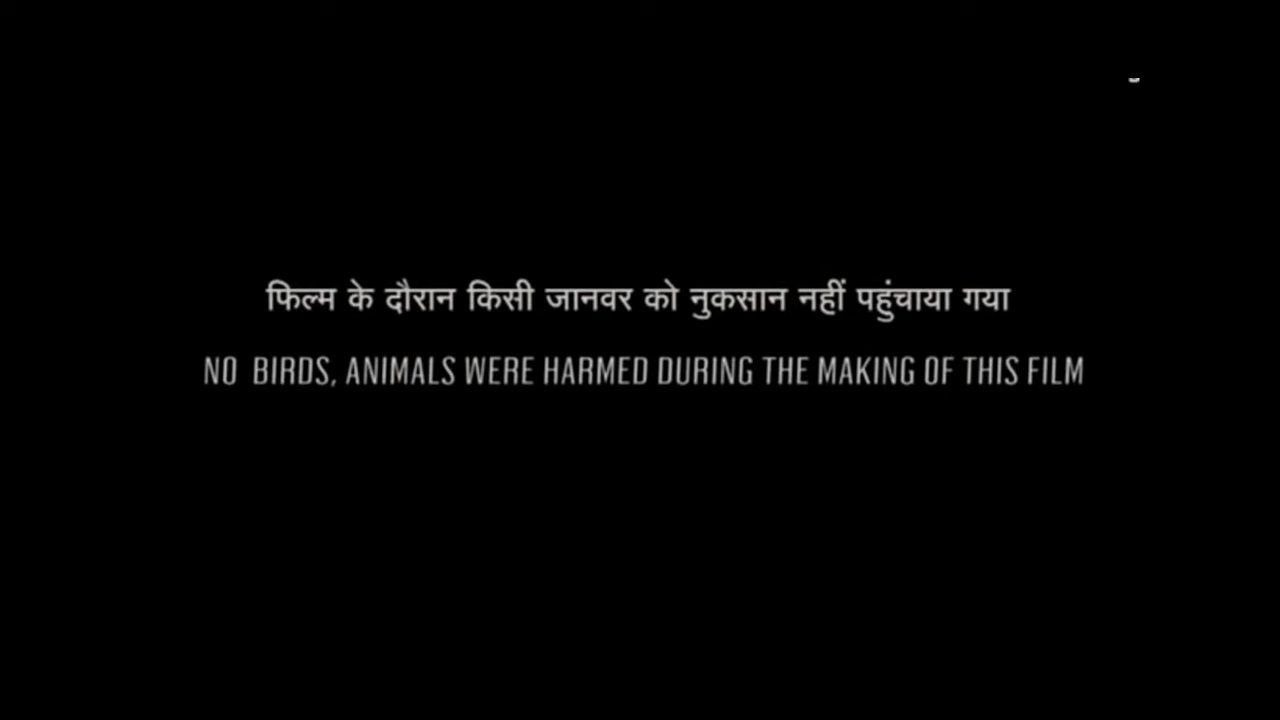 फिल्म के दौरान किसी जानवर को नुकसान नहीं पहुंचाया गया
NO BIRDS, ANIMALS WERE HARMED DURING THE MAKING OF THIS FILM